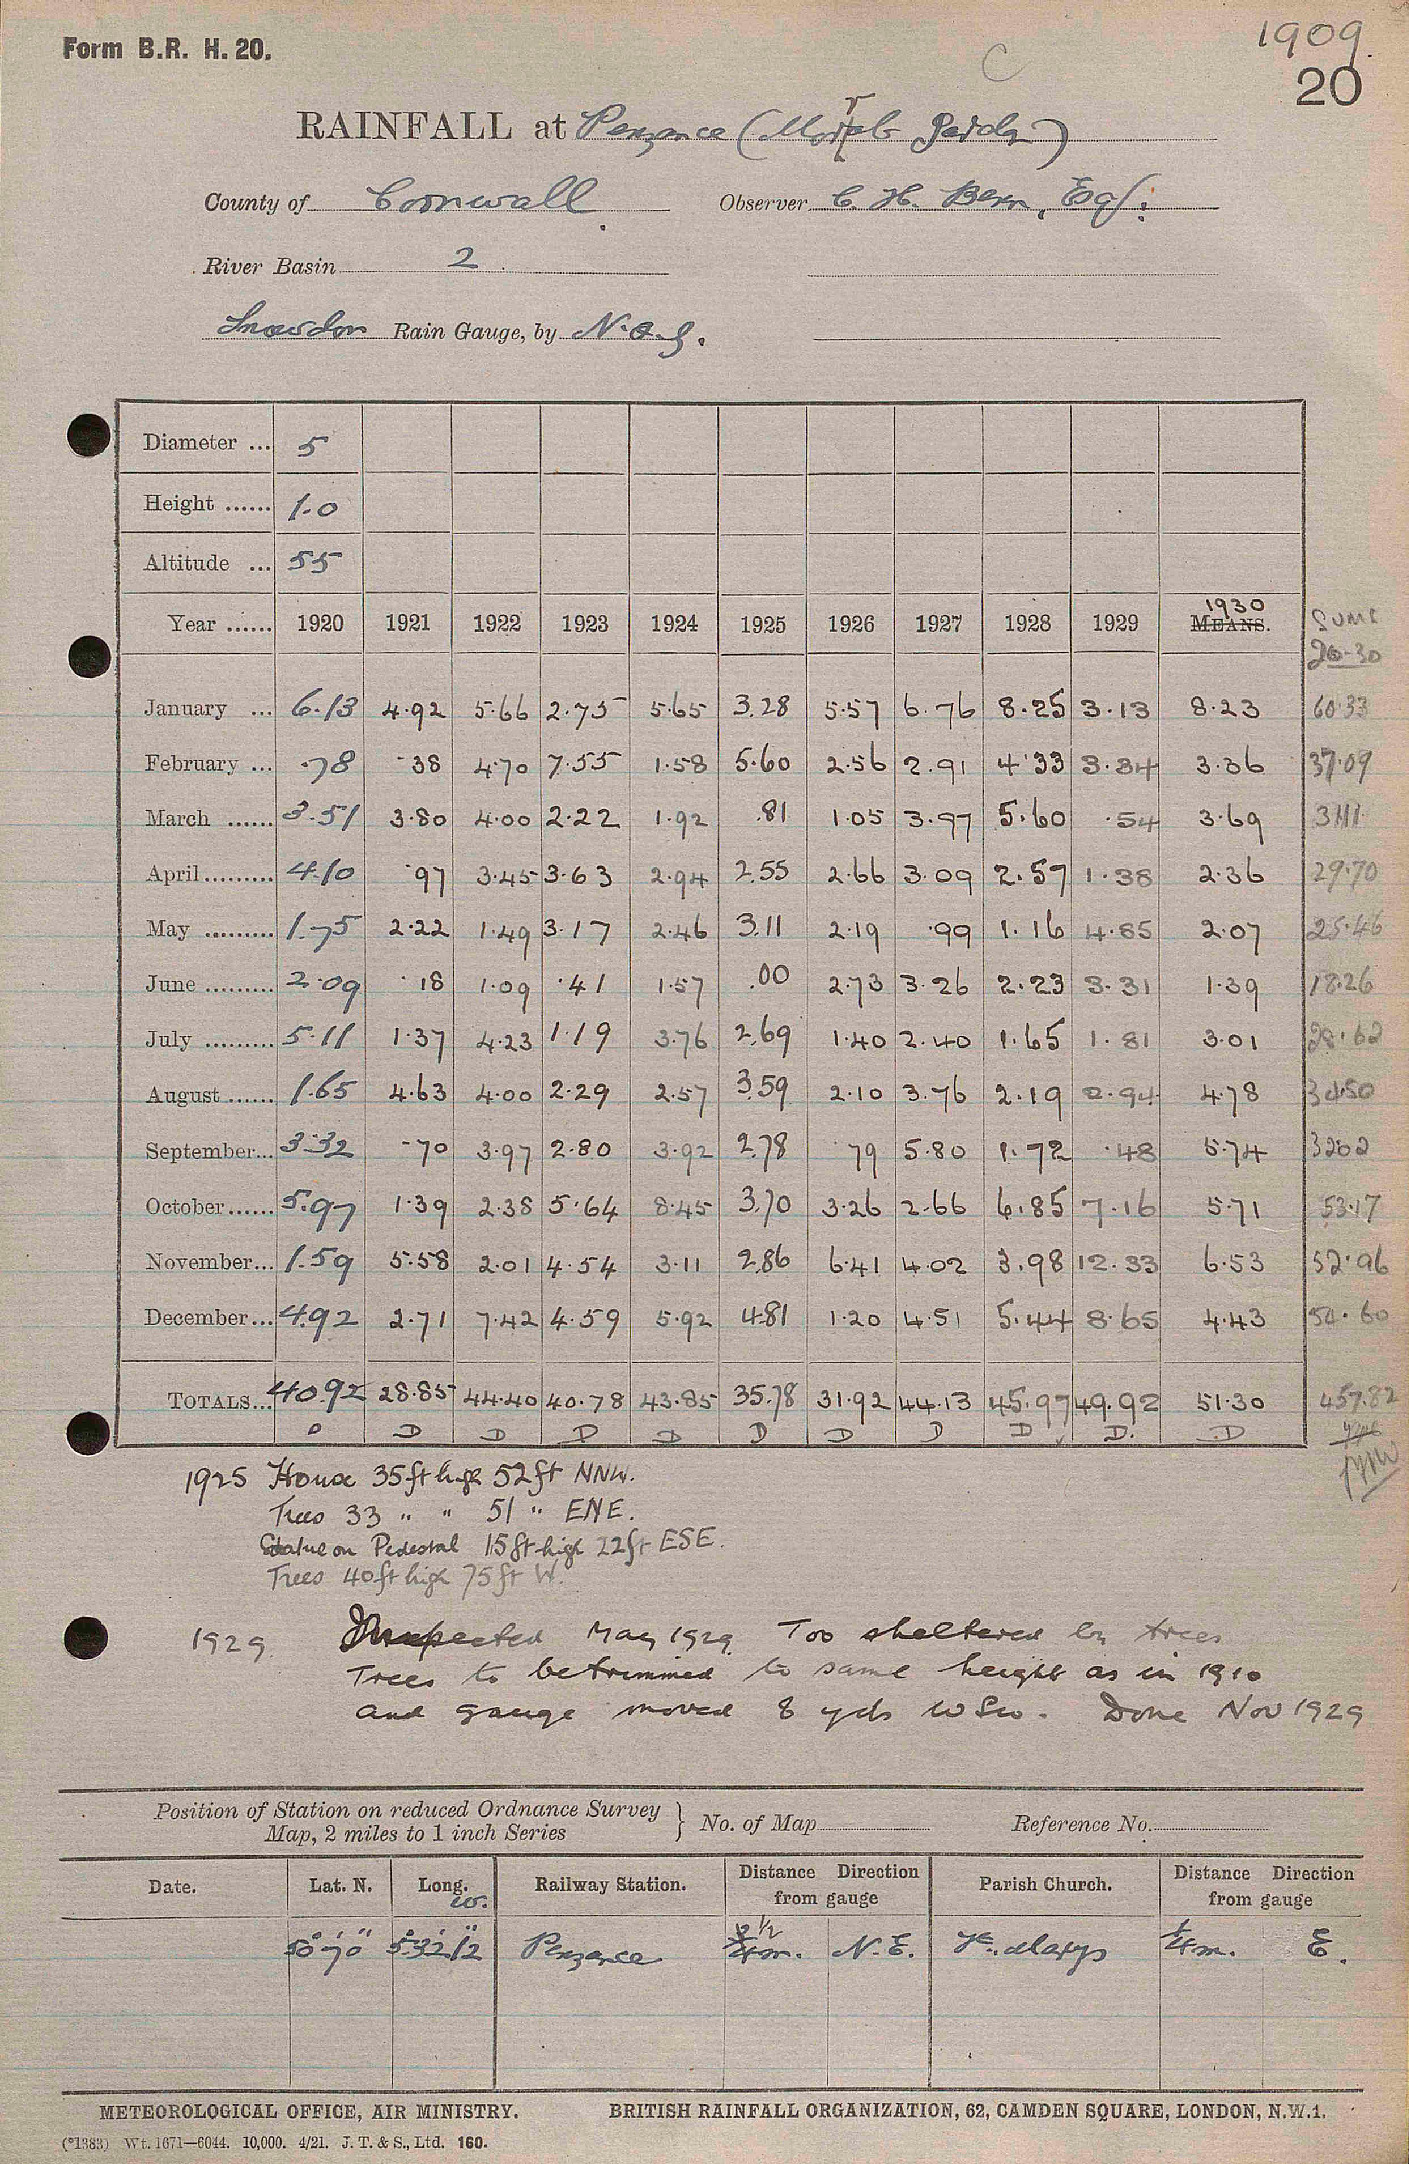 1909.
Form B.R. H. 20.
C
20
RAINFALL at Penzance (Morrab Gardn)
County of Cornwall. Observer C. H. Benn, Esq.
River Basin 2
Snowdon Rain Gauge, by N. & Z.
Diameter ... 5
Height ...... 1.0
Altitude ... 55
Year ...... 1920 1921 1922 1923 1924 1925 1926 1927 1928 1929 1930 MEANS. SUMS 20-30
January ... 6.13 4.92 5.66 2.75 5.65 3.28 5.57 6.76 8.25 3.13 8.23 60.33
February ... .78 .38 4.70 7.55 1.58 5.60 2.56 2.91 4.33 3.34 3.36 37.09
March ...... 3.51 3.80 4.00 2.22 1.92 .81 1.05 3.97 5.60 .54 3.69 31.11
April ......... 4.10 .97 3.45 3.63 2.94 2.55 2.66 3.09 2.57 1.38 2.36 29.70
May ......... 1.75 2.22 1.49 3.17 2.46 3.11 2.19 .99 1.16 4.85 2.07 25.46
June ......... 2.09 .18 1.09 .41 1.57 .00 2.73 3.26 2.23 3.31 1.39 18.26
July ......... 5.11 1.37 4.23 1.19 3.76 2.69 1.40 2.40 1.65 1.81 3.01 28.62
August ...... 1.65 4.63 4.00 2.29 2.57 3.59 2.10 3.76 2.19 2.94 4.78 34.50
September... 3.32 .70 3.97 2.80 3.92 2.78 .79 5.80 1.72 .48 5.74 32.02
October...... 5.97 1.39 2.38 5.64 8.45 3.70 3.26 2.66 6.85 7.16 5.71 53.17
November... 1.59 5.58 2.01 4.54 3.11 2.86 6.41 4.02 3.98 12.33 6.53 52.96
December... 4.92 2.71 7.42 4.59 5.92 4.81 1.20 4.51 5.44 8.65 4.43 54.60
TOTALS... 40.92 28.85 44.40 40.78 43.85 35.78 31.92 44.13 45.97 49.92 51.30 457.82
D D D D D D D D D D. D
1925 House 35ft high 52ft NNW.
Trees 33 " " 51 " ENE.
Statue on Pedestal 15ft high 22ft ESE.
Trees 40ft high 75ft W.
1929. Inspected May 1929. Too sheltered by trees
Trees to be trimmed to same height as in 1910
and gauge moved 8 yds WSW. Done Nov 1929
Position of Station on reduced Ordnance Survey
Map, 2 miles to 1 inch Series } No. of Map Reference No.
Date. Lat. N. Long. W. Railway Station. Distance Direction from gauge Parish Church. Distance Direction from gauge
50° 7' 0" 5° 32' 12" Penzance 1/2 m. N.E. St. Marys 1/4 m. E.
METEOROLOGICAL OFFICE, AIR MINISTRY. BRITISH RAINFALL ORGANIZATION, 62, CAMDEN SQUARE, LONDON, N.W.1.
(*1383) Wt. 1671—6044. 10,000. 4/21. J. T. & S., Ltd. 160.